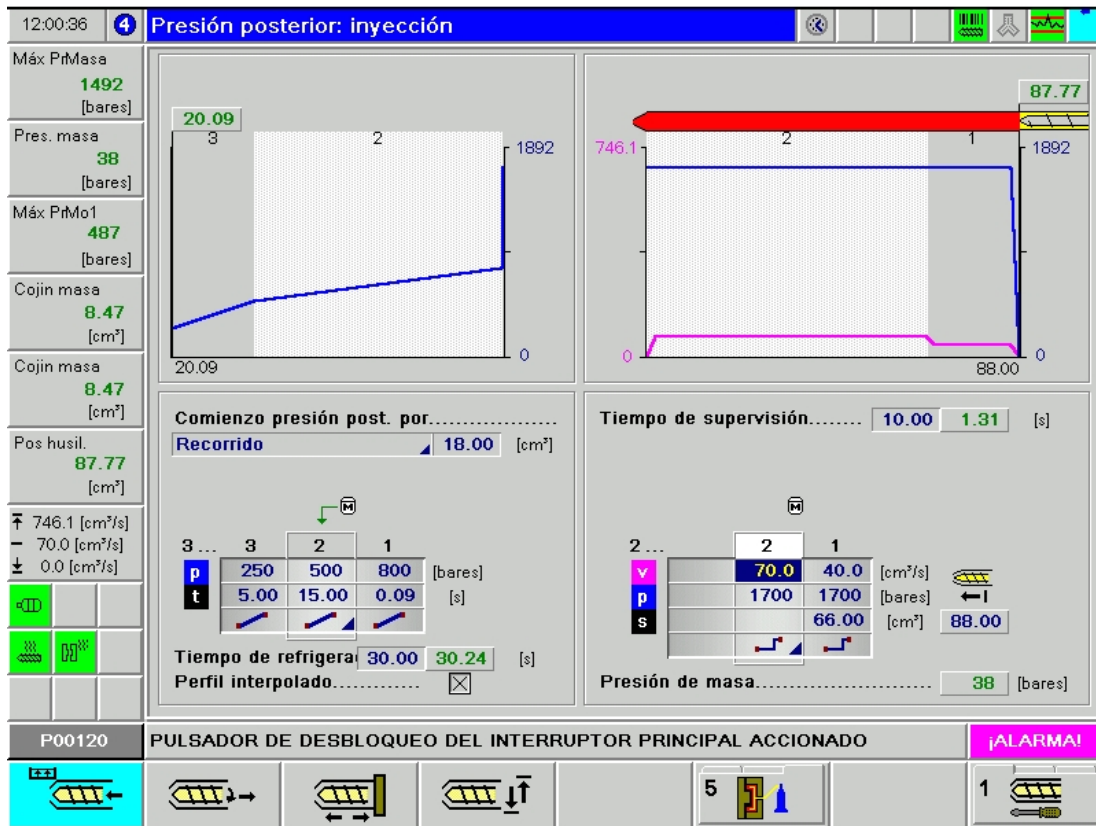 12:00:36 4 Presión posterior: inyección
Máx PrMasa
1492
[bares]
Pres. masa
38
[bares]
Máx PrMo1
487
[bares]
Cojin masa
8.47
[cm³]
Cojin masa
8.47
[cm³]
Pos husil.
87.77
[cm³]
746.1 [cm³/s]
70.0 [cm³/s]
0.0 [cm³/s]
20.09
3 2
1892
0
20.09
87.77
2 1
746.1 1892
0 0
88.00
Comienzo presión post. por...................
Recorrido 18.00 [cm³]
M
3... 3 2 1
p 250 500 800 [bares]
t 5.00 15.00 0.09 [s]
Tiempo de refrigera 30.00 30.24 [s]
Perfil interpolado.............
Tiempo de supervisión........ 10.00 1.31 [s]
M
2... 2 1
v 70.0 40.0 [cm³/s]
p 1700 1700 [bares]
s 66.00 [cm³] 88.00
Presión de masa.......................... 38 [bares]
P00120 PULSADOR DE DESBLOQUEO DEL INTERRUPTOR PRINCIPAL ACCIONADO ¡ALARMA!
5 1